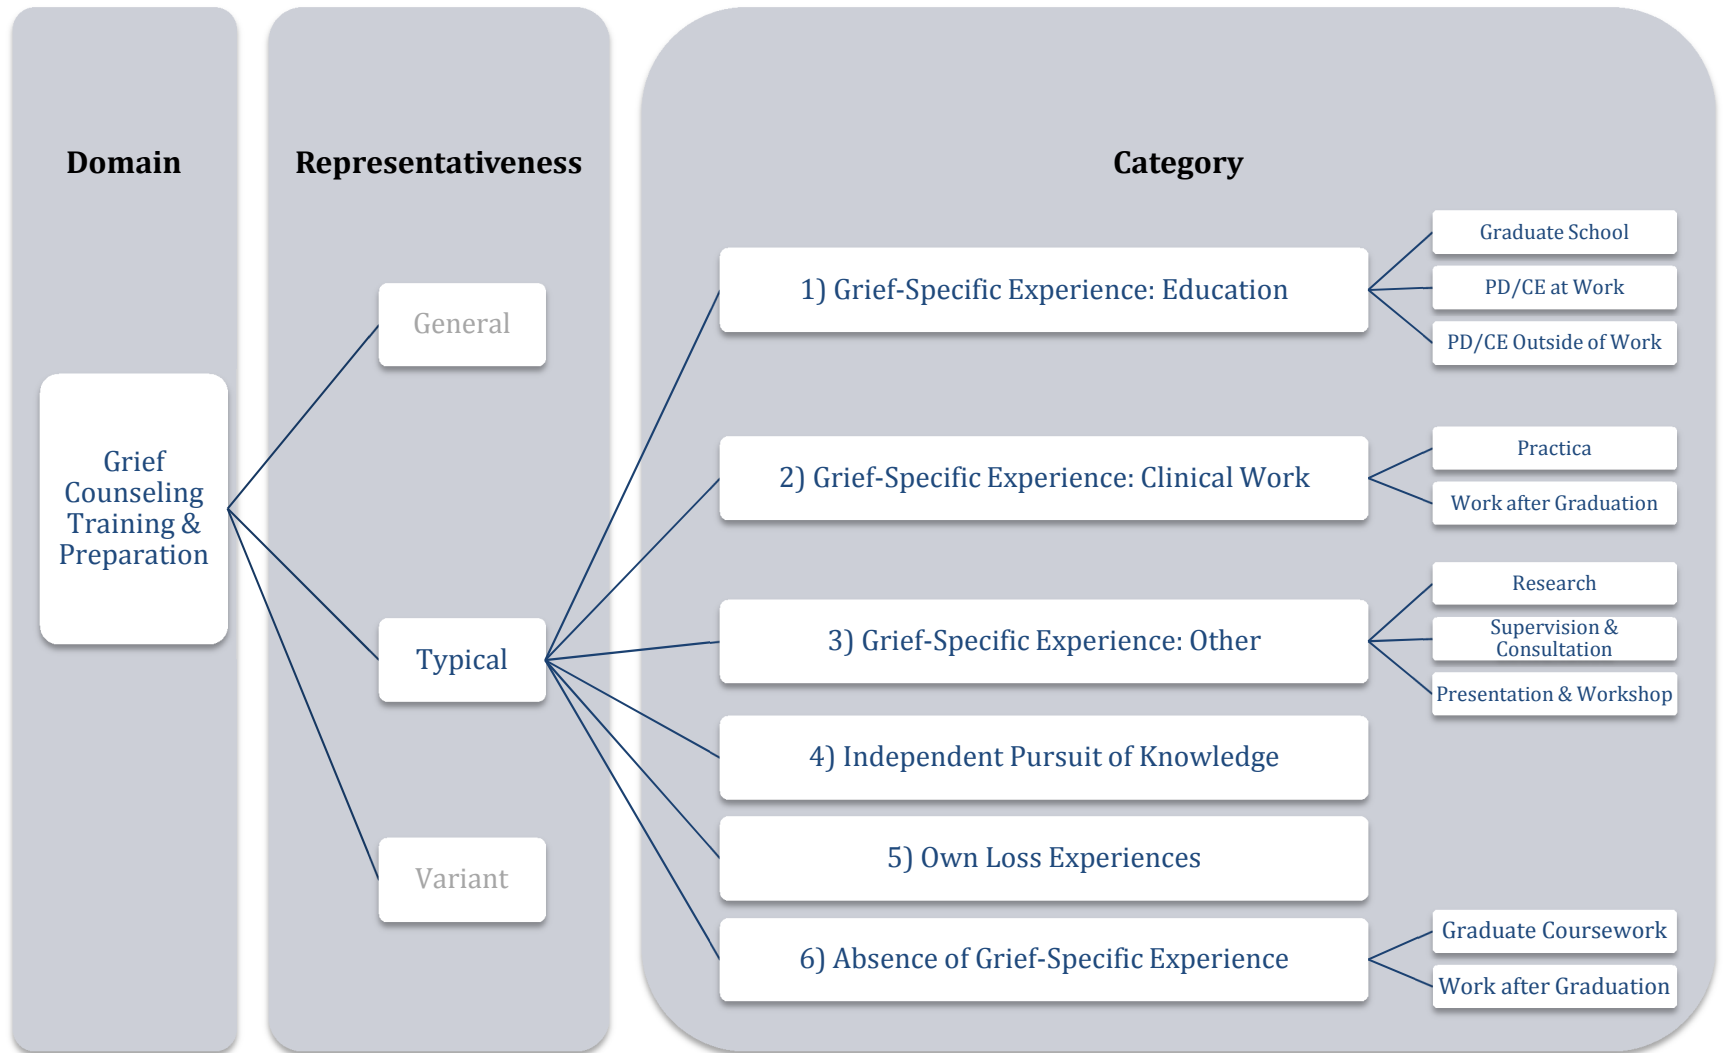 Domain
Representativeness
Category
Grief
Counseling
Training &
Preparation
General
Typical
Variant
1) Grief-Specific Experience: Education
Graduate School
PD/CE at Work
PD/CE Outside of Work
2) Grief-Specific Experience: Clinical Work
Practica
Work after Graduation
3) Grief-Specific Experience: Other
Research
Supervision &
Consultation
Presentation & Workshop
4) Independent Pursuit of Knowledge
5) Own Loss Experiences
6) Absence of Grief-Specific Experience
Graduate Coursework
Work after Graduation